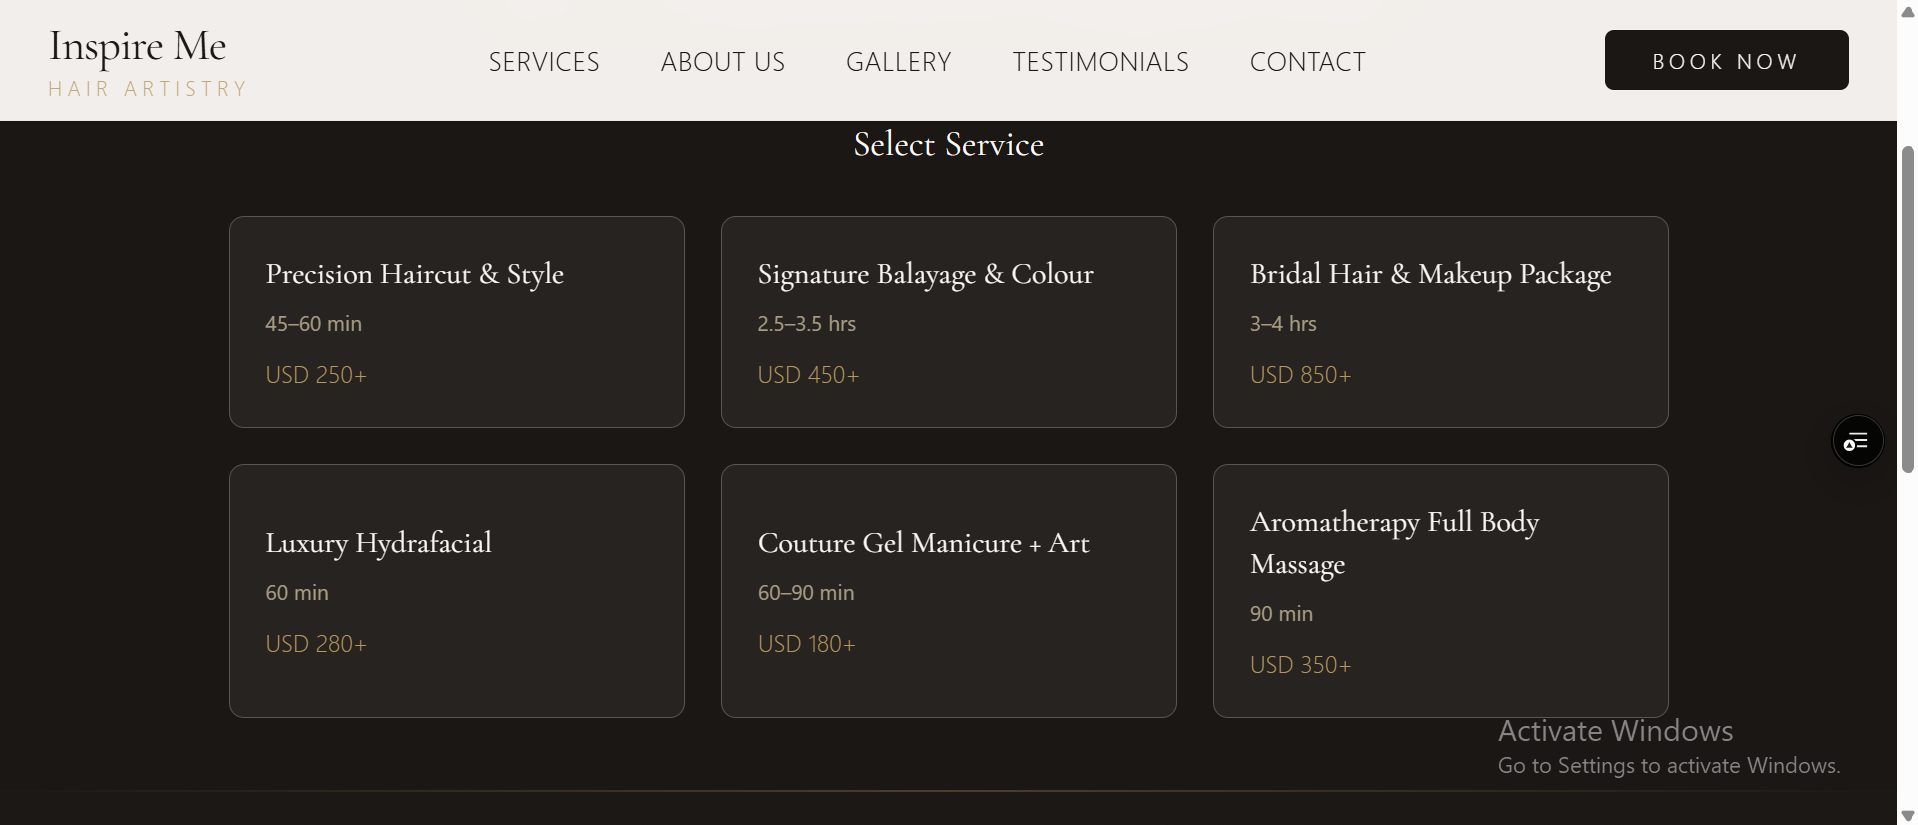 Inspire Me
HAIR ARTISTRY
SERVICES
ABOUT US
GALLERY
TESTIMONIALS
CONTACT
BOOK NOW
Select Service
Precision Haircut & Style
45–60 min
USD 250+
Signature Balayage & Colour
2.5–3.5 hrs
USD 450+
Bridal Hair & Makeup Package
3–4 hrs
USD 850+
Luxury Hydrafacial
60 min
USD 280+
Couture Gel Manicure + Art
60–90 min
USD 180+
Aromatherapy Full Body
Massage
90 min
USD 350+
Activate Windows
Go to Settings to activate Windows.